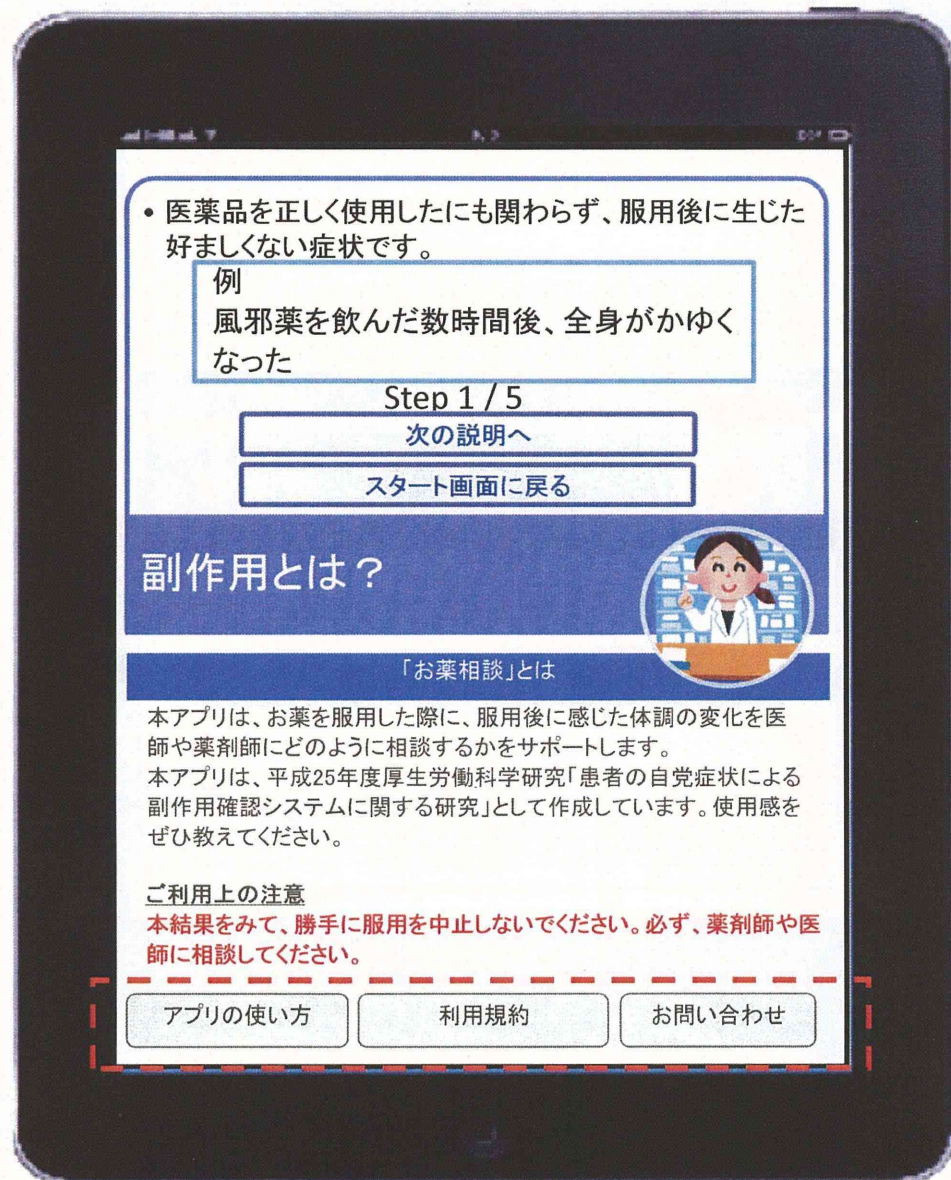 • 医薬品を正しく使用したにも関わらず、服用後に生じた
好ましくない症状です。
例
風邪薬を飲んだ数時間後、全身がかゆく
なった
Step 1 / 5
次の説明へ
スタート画面に戻る
副作用とは？
「お薬相談」とは
本アプリは、お薬を服用した際に、服用後に感じた体調の変化を医
師や薬剤師にどのように相談するかをサポートします。
本アプリは、平成25年度厚生労働科学研究「患者の自覚症状による
副作用確認システムに関する研究」として作成しています。使用感を
ぜひ教えてください。
ご利用上の注意
本結果をみて、勝手に服用を中止しないでください。必ず、薬剤師や医
師に相談してください。
アプリの使い方
利用規約
お問い合わせ